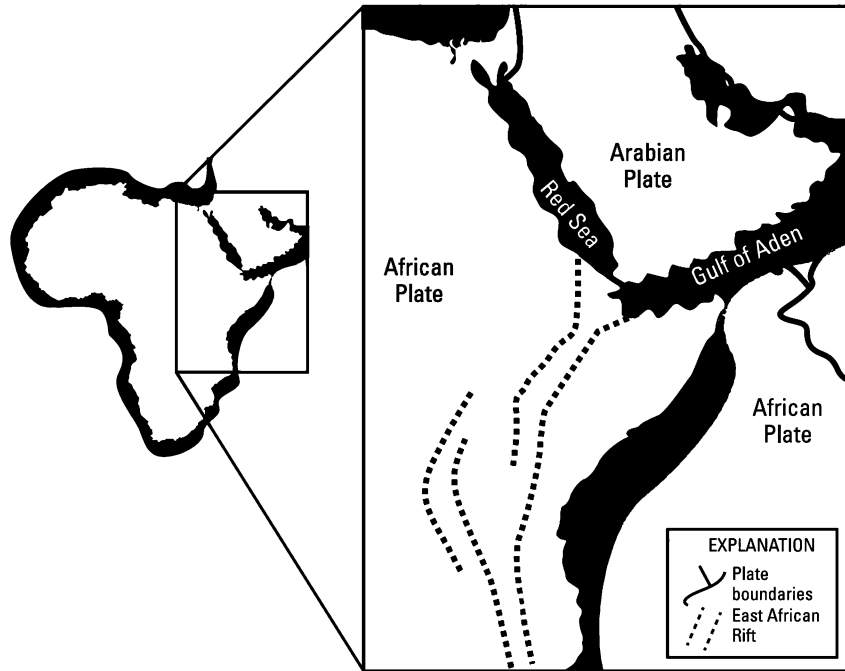 Arabian
Plate
Red Sea
Gulf of Aden
African
Plate
African
Plate
EXPLANATION
Plate
boundaries
East African
Rift